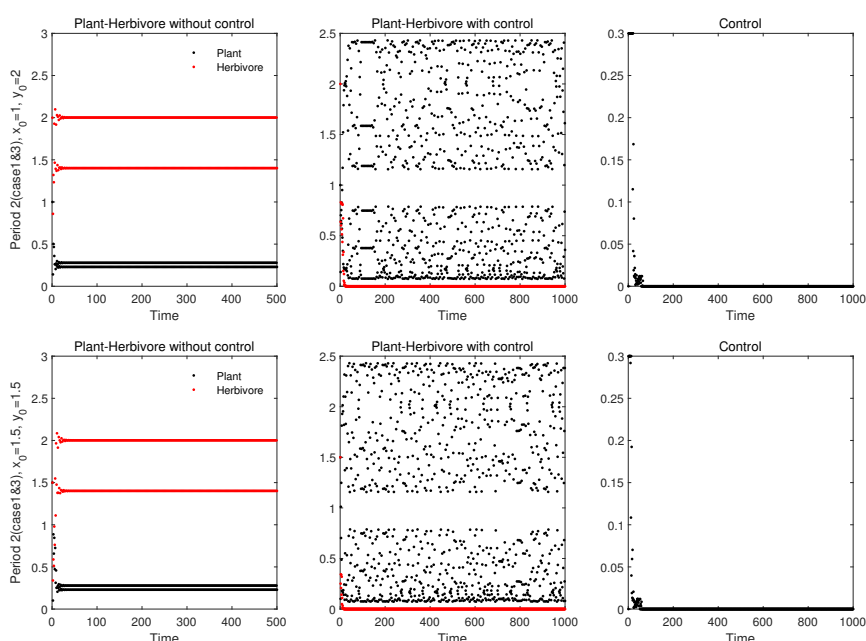 Plant-Herbivore without control
Plant-Herbivore with control
Control
Period 2(case1&3), x₀=1, y₀=2
3
2.5
2
1.5
1
0.5
0
Plant
Herbivore
0 100 200 300 400 500
Time
2.5
2
1.5
1
0.5
0
0 200 400 600 800 1000
Time
0.3
0.25
0.2
0.15
0.1
0.05
0
0 200 400 600 800 1000
Time
Plant-Herbivore without control
Plant-Herbivore with control
Control
Period 2(case1&3), x₀=1.5, y₀=1.5
3
2.5
2
1.5
1
0.5
0
Plant
Herbivore
0 100 200 300 400 500
Time
2.5
2
1.5
1
0.5
0
0 200 400 600 800 1000
Time
0.3
0.25
0.2
0.15
0.1
0.05
0
0 200 400 600 800 1000
Time